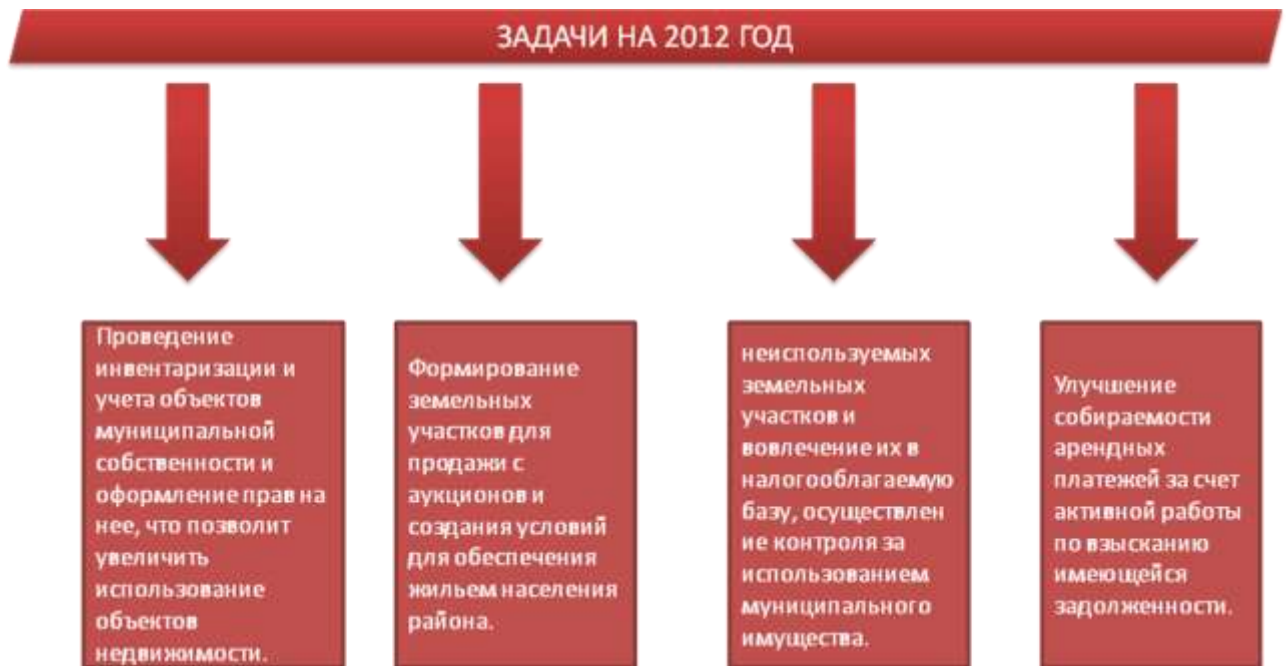 ЗАДАЧИ НА 2012 ГОД
Проведение
инвентаризации и
учета объектов
муниципальной
собственности и
оформление прав на
нее, что позволит
увеличить
использование
объектов
недвижимости.
Формирование
земельных
участков для
продажи с
аукционов и
создания условий
для обеспечения
жильем населения
района.
неиспользуемых
земельных
участков и
вовлечение их в
налогооблагаемую
базу, осуществлен
ие контроля за
использованием
муниципального
имущества.
Улучшение
собираемости
арендных
платежей за счет
активной работы
по взысканию
имеющейся
задолженности.